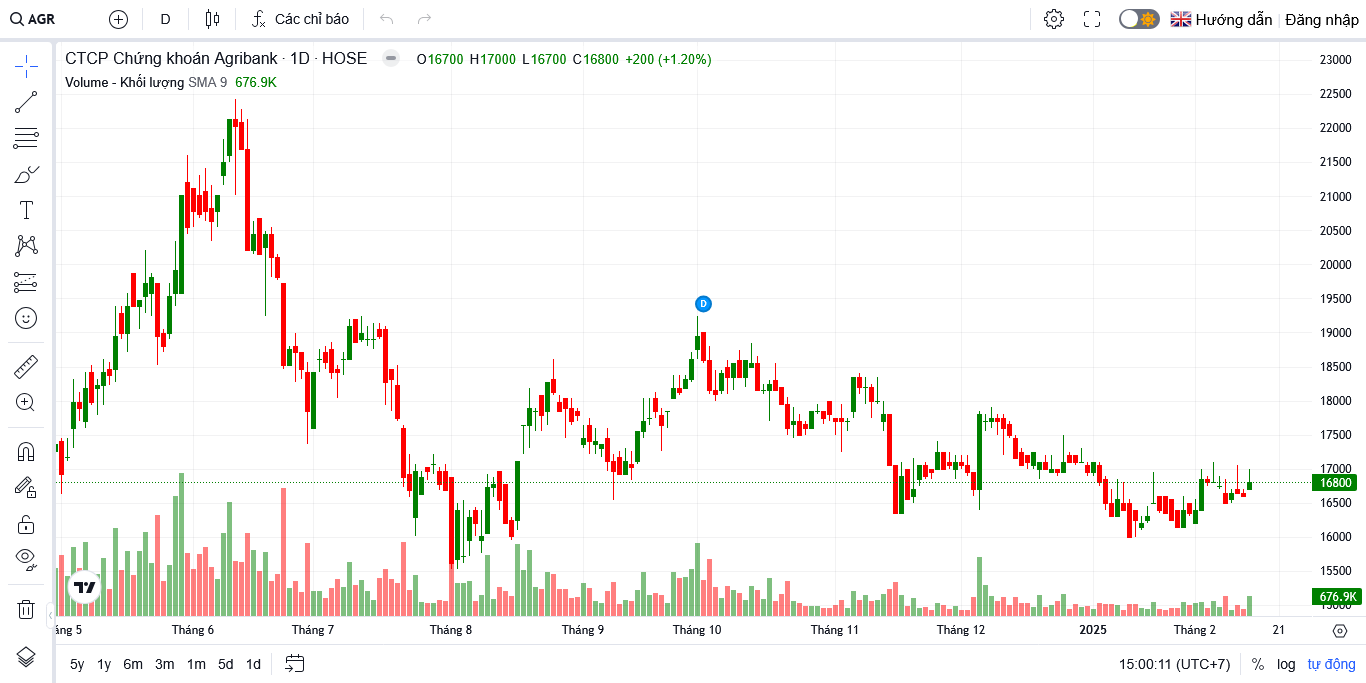 AGR D Các chỉ báo Hướng dẫn Đăng nhập
CTCP Chứng khoán Agribank · 1D · HOSE O16700 H17000 L16700 C16800 +200 (+1.20%)
Volume - Khối lượng SMA 9 676.9K
23000
22500
22000
21500
21000
20500
20000
19500
19000
18500
18000
17500
17000
16800
16500
16000
15500
676.9K
15000
D
áng 5 Tháng 6 Tháng 7 Tháng 8 Tháng 9 Tháng 10 Tháng 11 Tháng 12 2025 Tháng 2 21
5y 1y 6m 3m 1m 5d 1d 15:00:11 (UTC+7) % log tự động